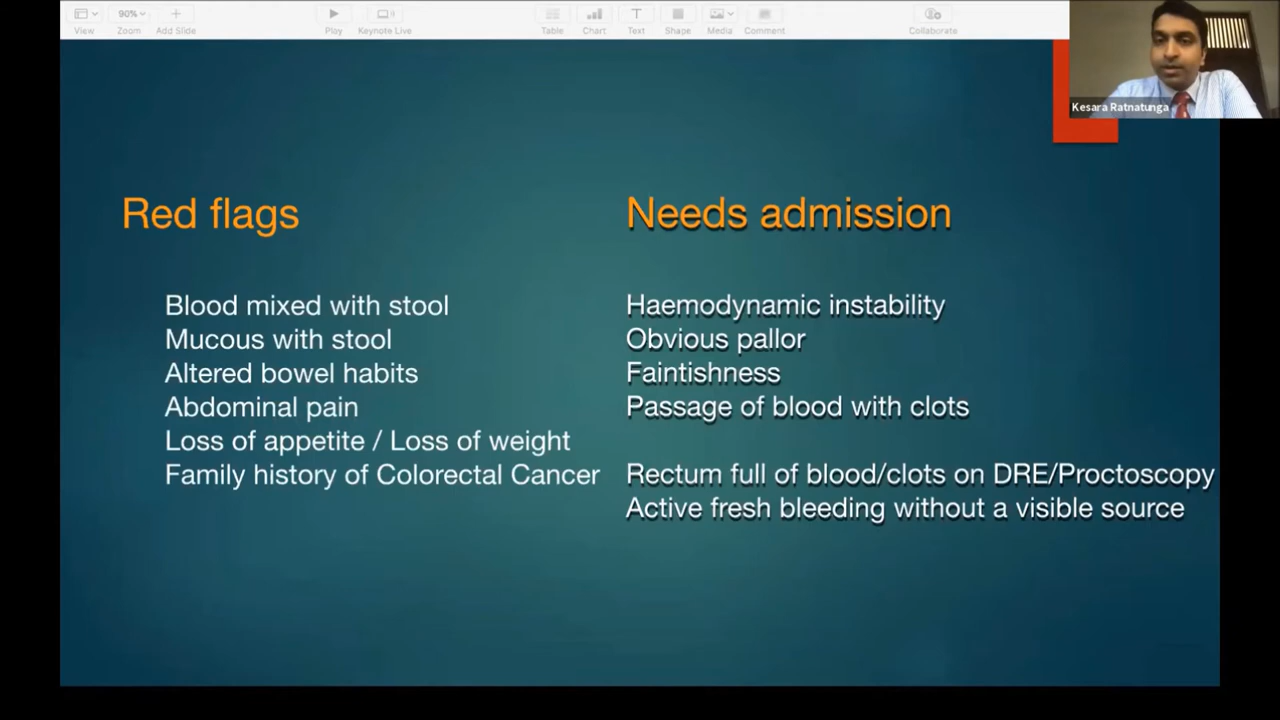 90%
View
Zoom
Add Slide
Play
Keynote Live
Table
Chart
Text
Shape
Media
Comment
Collaborate
Kesara Ratnatunga
Red flags
Blood mixed with stool
Mucous with stool
Altered bowel habits
Abdominal pain
Loss of appetite / Loss of weight
Family history of Colorectal Cancer
Needs admission
Haemodynamic instability
Obvious pallor
Faintishness
Passage of blood with clots
Rectum full of blood/clots on DRE/Proctoscopy
Active fresh bleeding without a visible source